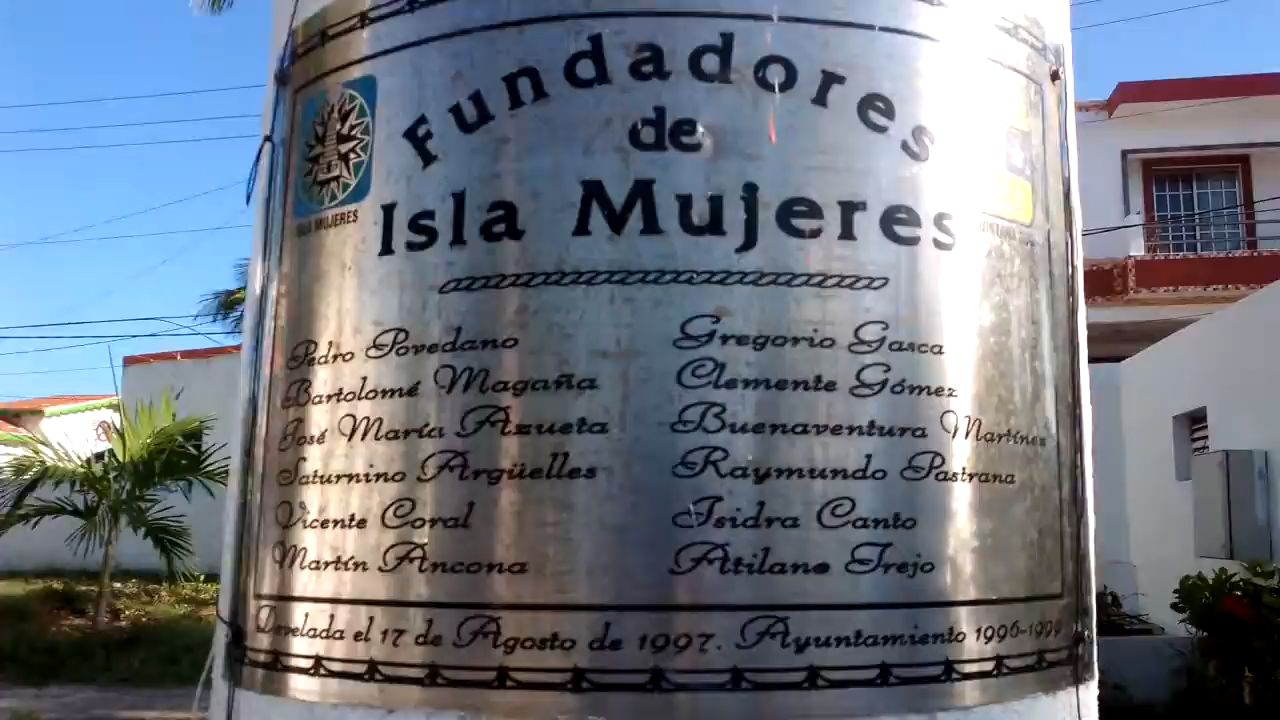 Fundadores
de
Isla Mujeres
ISLA MUJERES
Pedro Povedano
Bartolomé Magaña
José María Azueta
Saturnino Argüelles
Vicente Coral
Martín Ancona
Gregorio Gasca
Clemente Gómez
Buenaventura Martínez
Raymundo Pastrana
Isidra Canto
Atilano Trejo
Develada el 17 de Agosto de 1997. Ayuntamiento 1996-1999